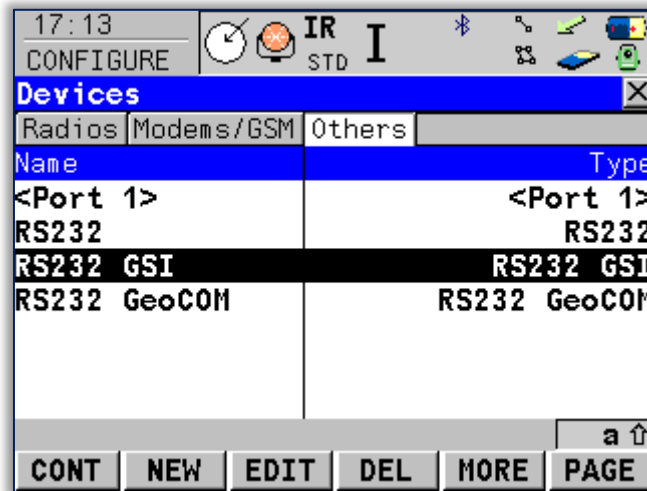 17:13 IR
CONFIGURE STD I
Devices
Radios Modems/GSM Others
Name Type
<Port 1> <Port 1>
RS232 RS232
RS232 GSI RS232 GSI
RS232 GeoCOM RS232 GeoCOM
a
CONT NEW EDIT DEL MORE PAGE